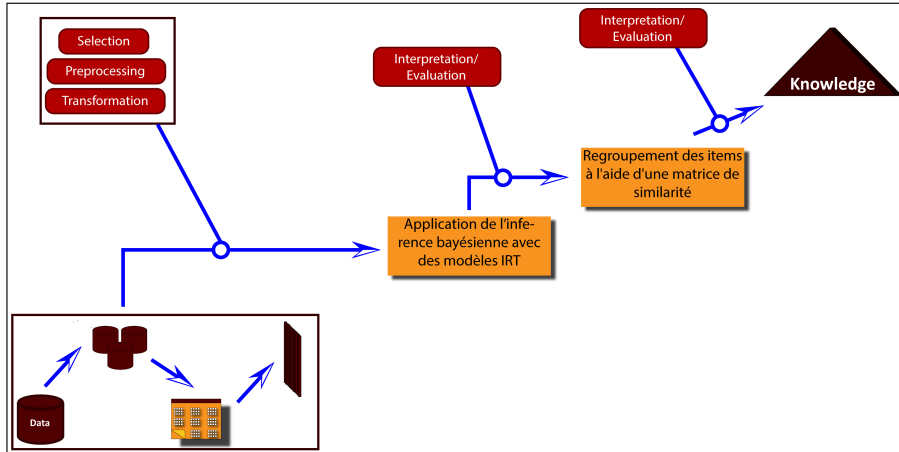 Selection
Preprocessing
Transformation
Interpretation/
Evaluation
Interpretation/
Evaluation
Knowledge
Regroupement des items
à l'aide d'une matrice de
similarité
Application de l'infe-
rence bayésienne avec
des modèles IRT
Data